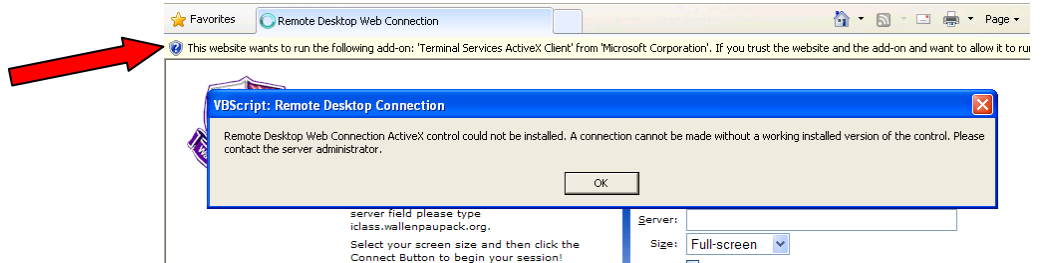 Favorites
Remote Desktop Web Connection
Page
This website wants to run the following add-on: 'Terminal Services ActiveX Client' from 'Microsoft Corporation'. If you trust the website and the add-on and want to allow it to
VBScript: Remote Desktop Connection
Remote Desktop Web Connection ActiveX control could not be installed. A connection cannot be made without a working installed version of the control. Please
contact the server administrator.
OK
server field please type
iclass.wallenpaupack.org.
Select your screen size and then click the
Connect Button to begin your session!
Server:
Size: Full-screen